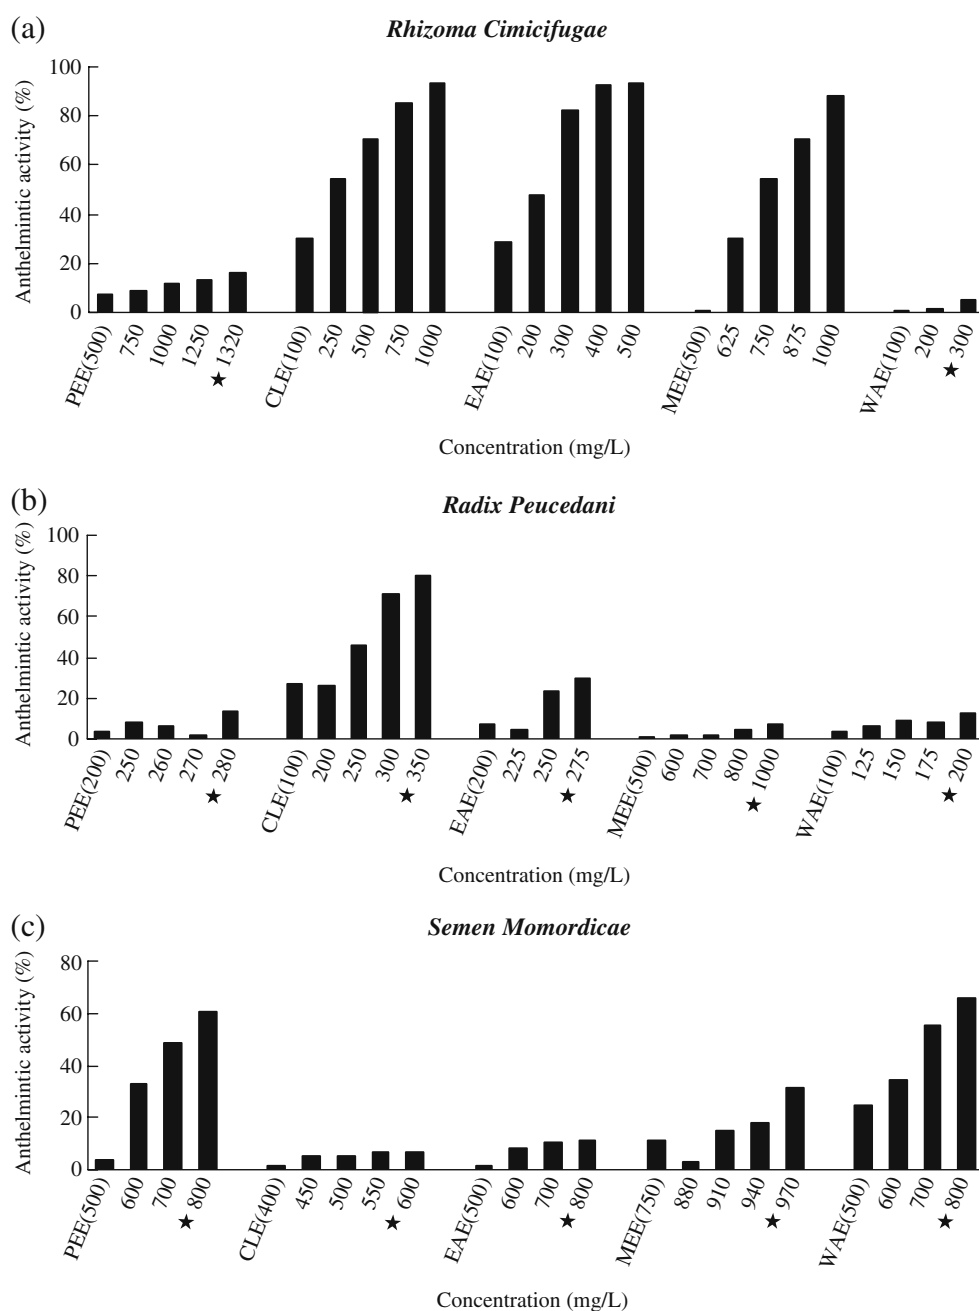 (a)
Rhizoma Cimicifugae
Anthelmintic activity (%)
100
80
60
40
20
0
PEE(500) 750 1000 1250 ★ 1320 CLE(100) 250 500 750 1000 EAE(100) 200 300 400 500 MEE(500) 625 750 875 1000 WAE(100) 200 ★ 300
Concentration (mg/L)
(b)
Radix Peucedani
Anthelmintic activity (%)
100
80
60
40
20
0
PEE(200) 250 260 270 ★ 280 CLE(100) 200 250 300 ★ 350 EAE(200) 225 250 ★ 275 MEE(500) 600 700 800 ★ 1000 WAE(100) 125 150 175 ★ 200
Concentration (mg/L)
(c)
Semen Momordicae
Anthelmintic activity (%)
80
60
40
20
0
PEE(500) 600 700 ★ 800 CLE(400) 450 500 550 ★ 600 EAE(500) 600 700 ★ 800 MEE(750) 880 910 940 ★ 970 WAE(500) 600 700 ★ 800
Concentration (mg/L)